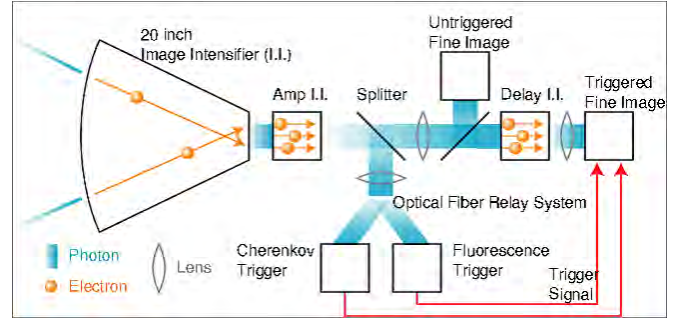 20 inch
Image Intensifier (I.I.)
Amp I.I.
Splitter
Untriggered
Fine Image
Delay I.I.
Triggered
Fine Image
Optical Fiber Relay System
Cherenkov
Trigger
Fluorescence
Trigger
Trigger
Signal
Photon
Electron
Lens